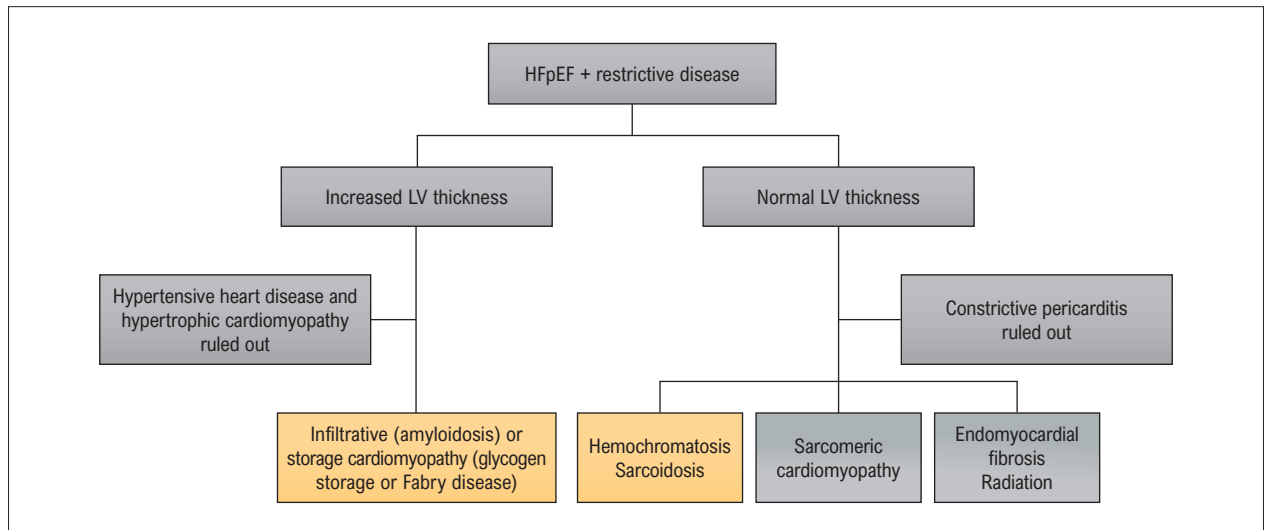 HFpEF + restrictive disease
Increased LV thickness
Normal LV thickness
Hypertensive heart disease and
hypertrophic cardiomyopathy
ruled out
Constrictive pericarditis
ruled out
Infiltrative (amyloidosis) or
storage cardiomyopathy (glycogen
storage or Fabry disease)
Hemochromatosis
Sarcoidosis
Sarcomeric
cardiomyopathy
Endomyocardial
fibrosis
Radiation